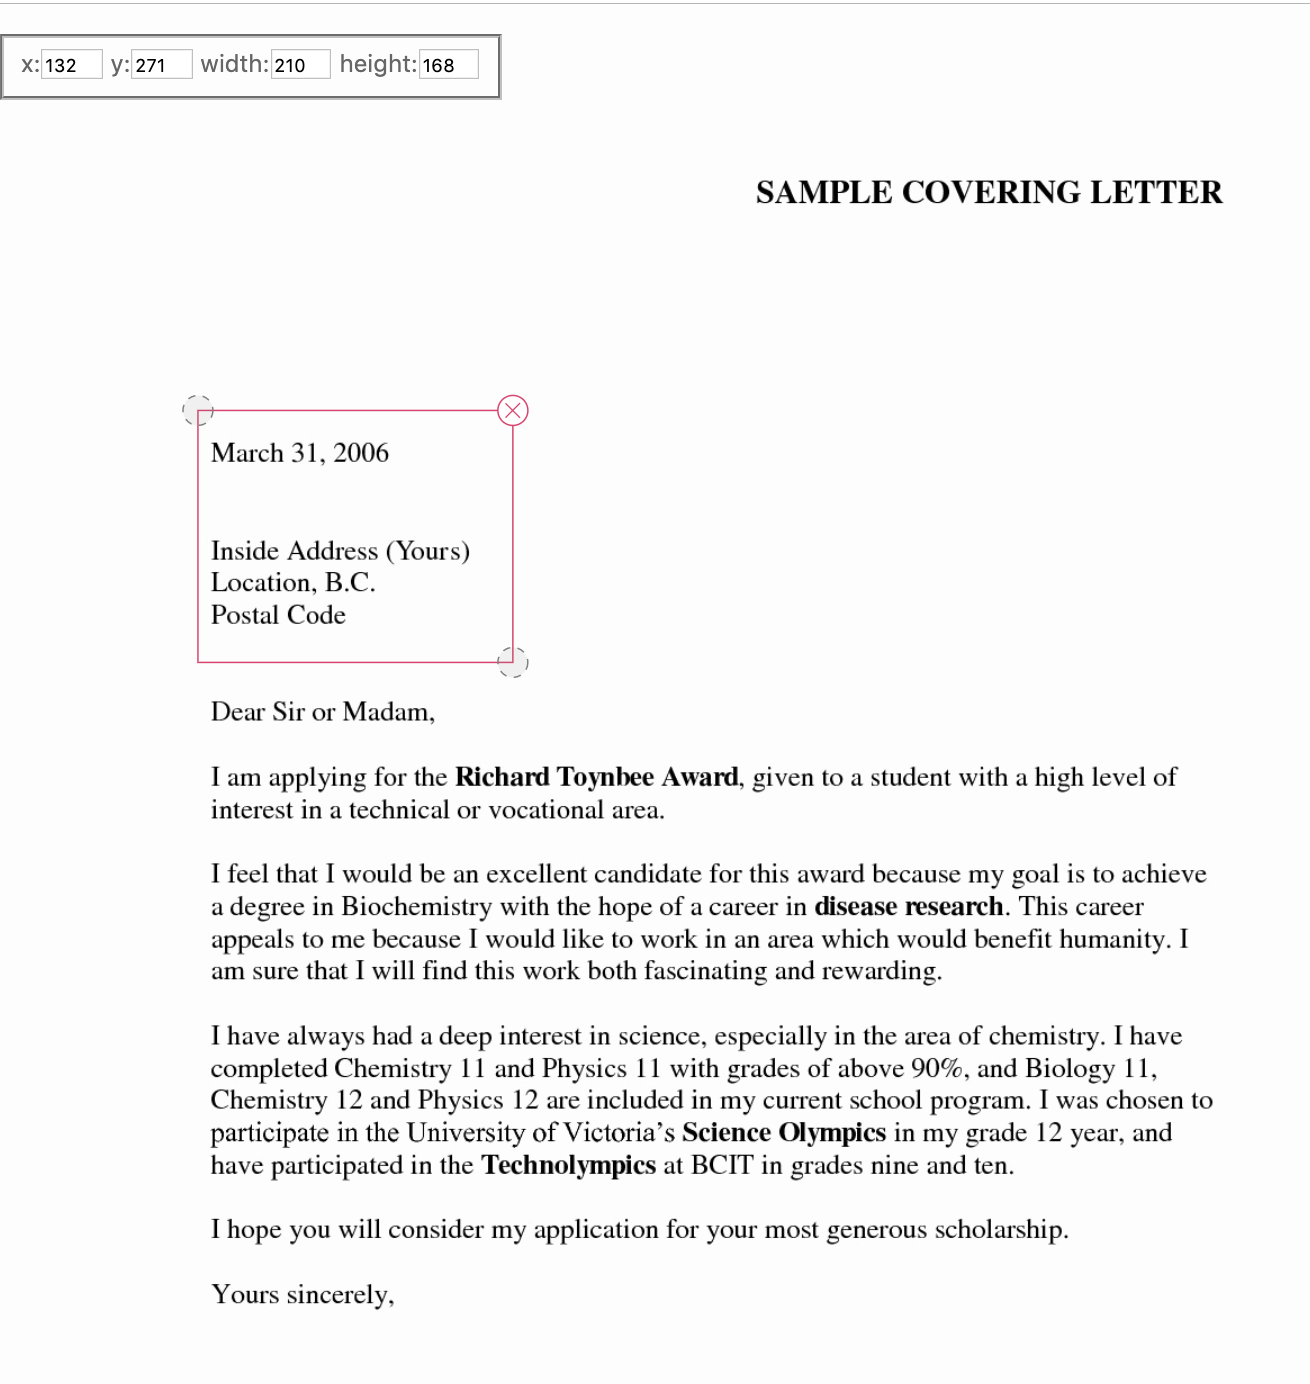 x: 132 y: 271 width: 210 height: 168
SAMPLE COVERING LETTER
March 31, 2006
Inside Address (Yours)
Location, B.C.
Postal Code
Dear Sir or Madam,
I am applying for the Richard Toynbee Award, given to a student with a high level of
interest in a technical or vocational area.
I feel that I would be an excellent candidate for this award because my goal is to achieve
a degree in Biochemistry with the hope of a career in disease research. This career
appeals to me because I would like to work in an area which would benefit humanity. I
am sure that I will find this work both fascinating and rewarding.
I have always had a deep interest in science, especially in the area of chemistry. I have
completed Chemistry 11 and Physics 11 with grades of above 90%, and Biology 11,
Chemistry 12 and Physics 12 are included in my current school program. I was chosen to
participate in the University of Victoria’s Science Olympics in my grade 12 year, and
have participated in the Technolympics at BCIT in grades nine and ten.
I hope you will consider my application for your most generous scholarship.
Yours sincerely,